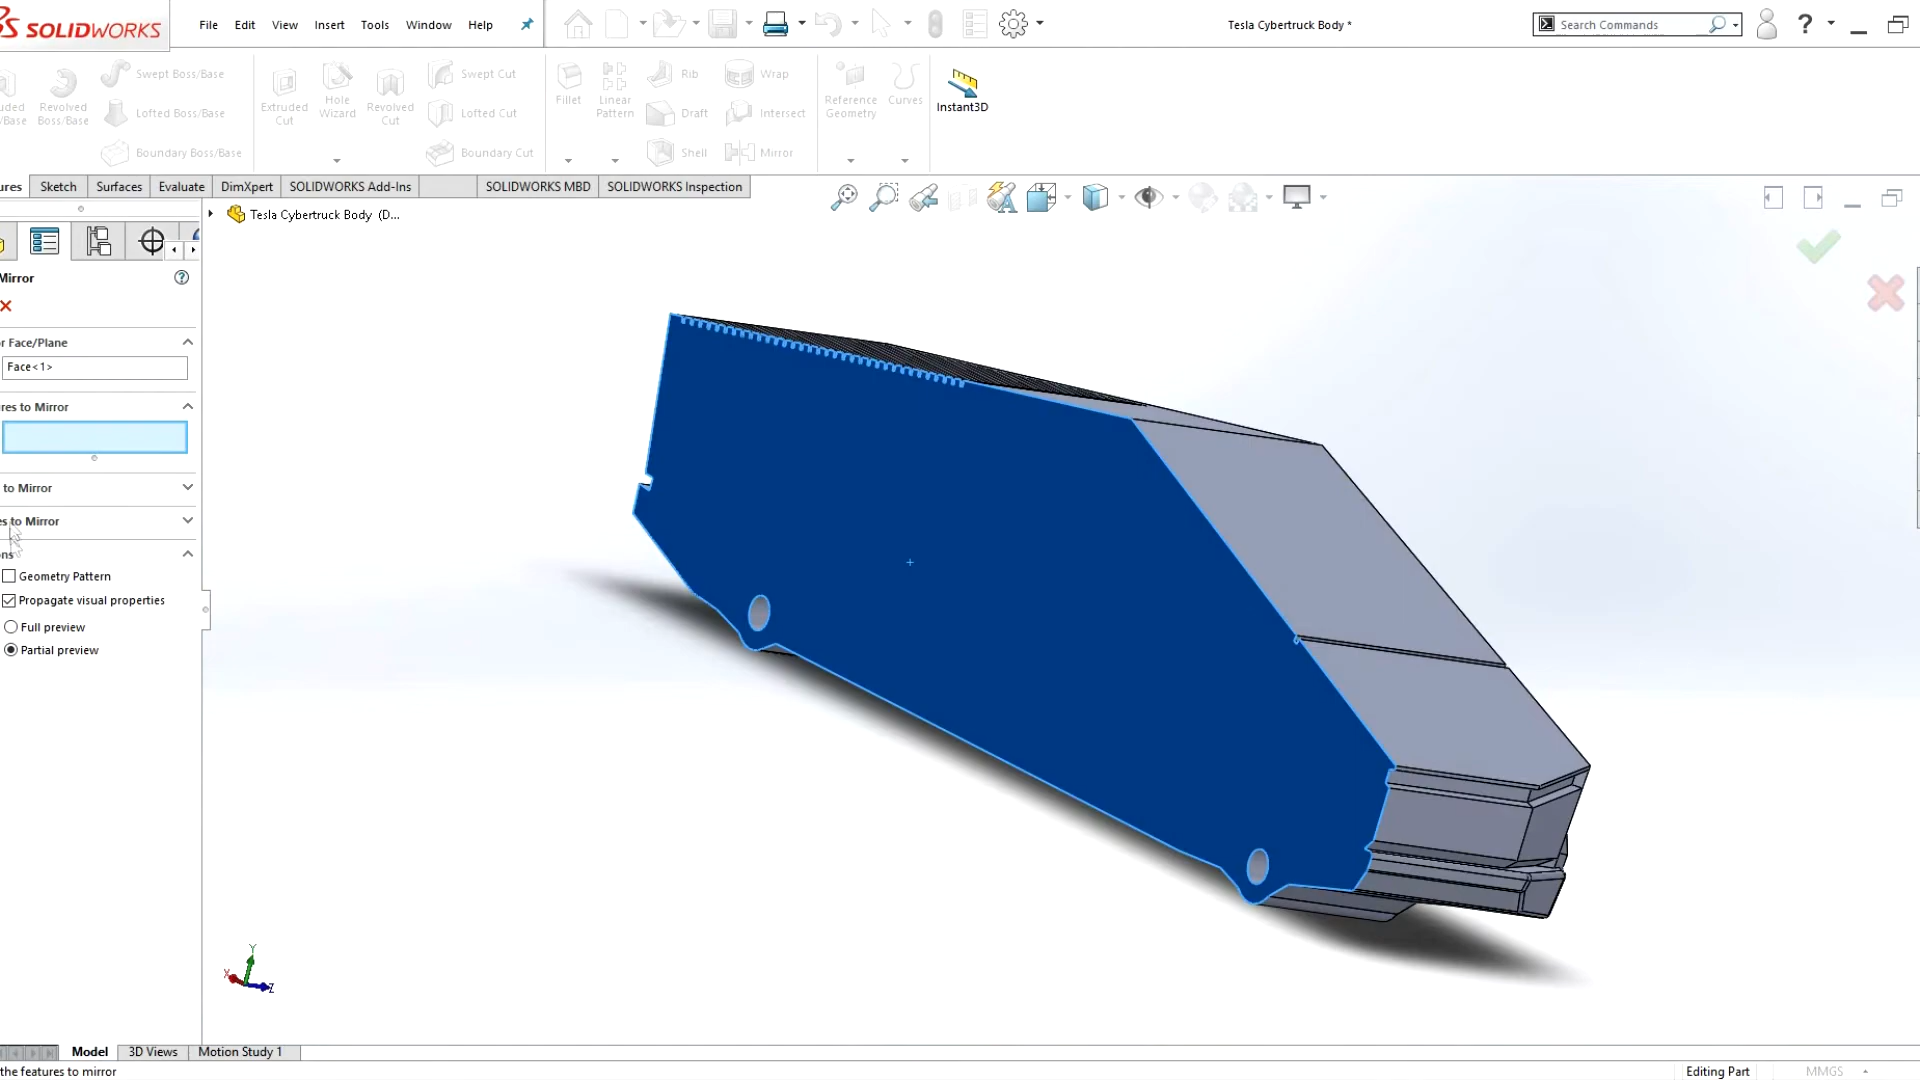 SOLIDWORKS
File Edit View Insert Tools Window Help
Tesla Cybertruck Body *
Search Commands
?
Revolved Boss/Base
Swept Boss/Base
Lofted Boss/Base
Boundary Boss/Base
Extruded Cut
Hole Wizard
Revolved Cut
Swept Cut
Lofted Cut
Boundary Cut
Fillet
Linear Pattern
Rib
Draft
Shell
Wrap
Intersect
Mirror
Reference Geometry
Curves
Instant3D
ures Sketch Surfaces Evaluate DimXpert SOLIDWORKS Add-Ins SOLIDWORKS MBD SOLIDWORKS Inspection
Tesla Cybertruck Body (D...
Mirror
r Face/Plane
Face<1>
res to Mirror
to Mirror
es to Mirror
ons
Geometry Pattern
Propagate visual properties
Full preview
Partial preview
Y
X
Z
Model 3D Views Motion Study 1
the features to mirror
Editing Part MMGS